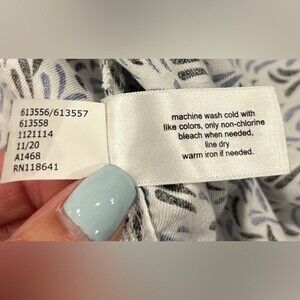 613556/613557
613558
1121114
11/20
A1468
RN118641
machine wash cold with
like colors, only non-chlorine
bleach when needed.
line dry
warm iron if needed.